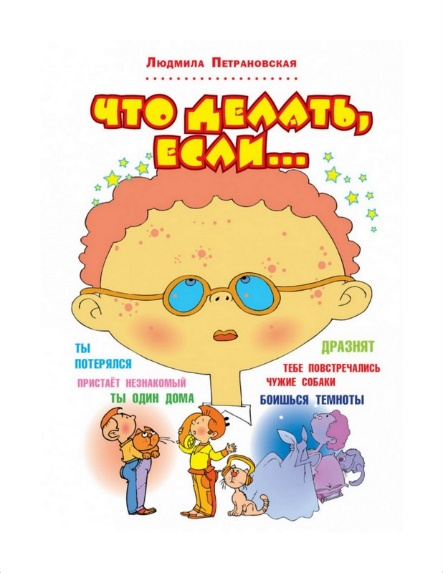 Людмила Петрановская
ЧТО ДЕЛАТЬ,
ЕСЛИ...
ТЫ
ПОТЕРЯЛСЯ
ПРИСТАЁТ НЕЗНАКОМЫЙ
ТЫ ОДИН ДОМА
ДРАЗНЯТ
ТЕБЕ ПОВСТРЕЧАЛИСЬ
ЧУЖИЕ СОБАКИ
БОИШЬСЯ ТЕМНОТЫ